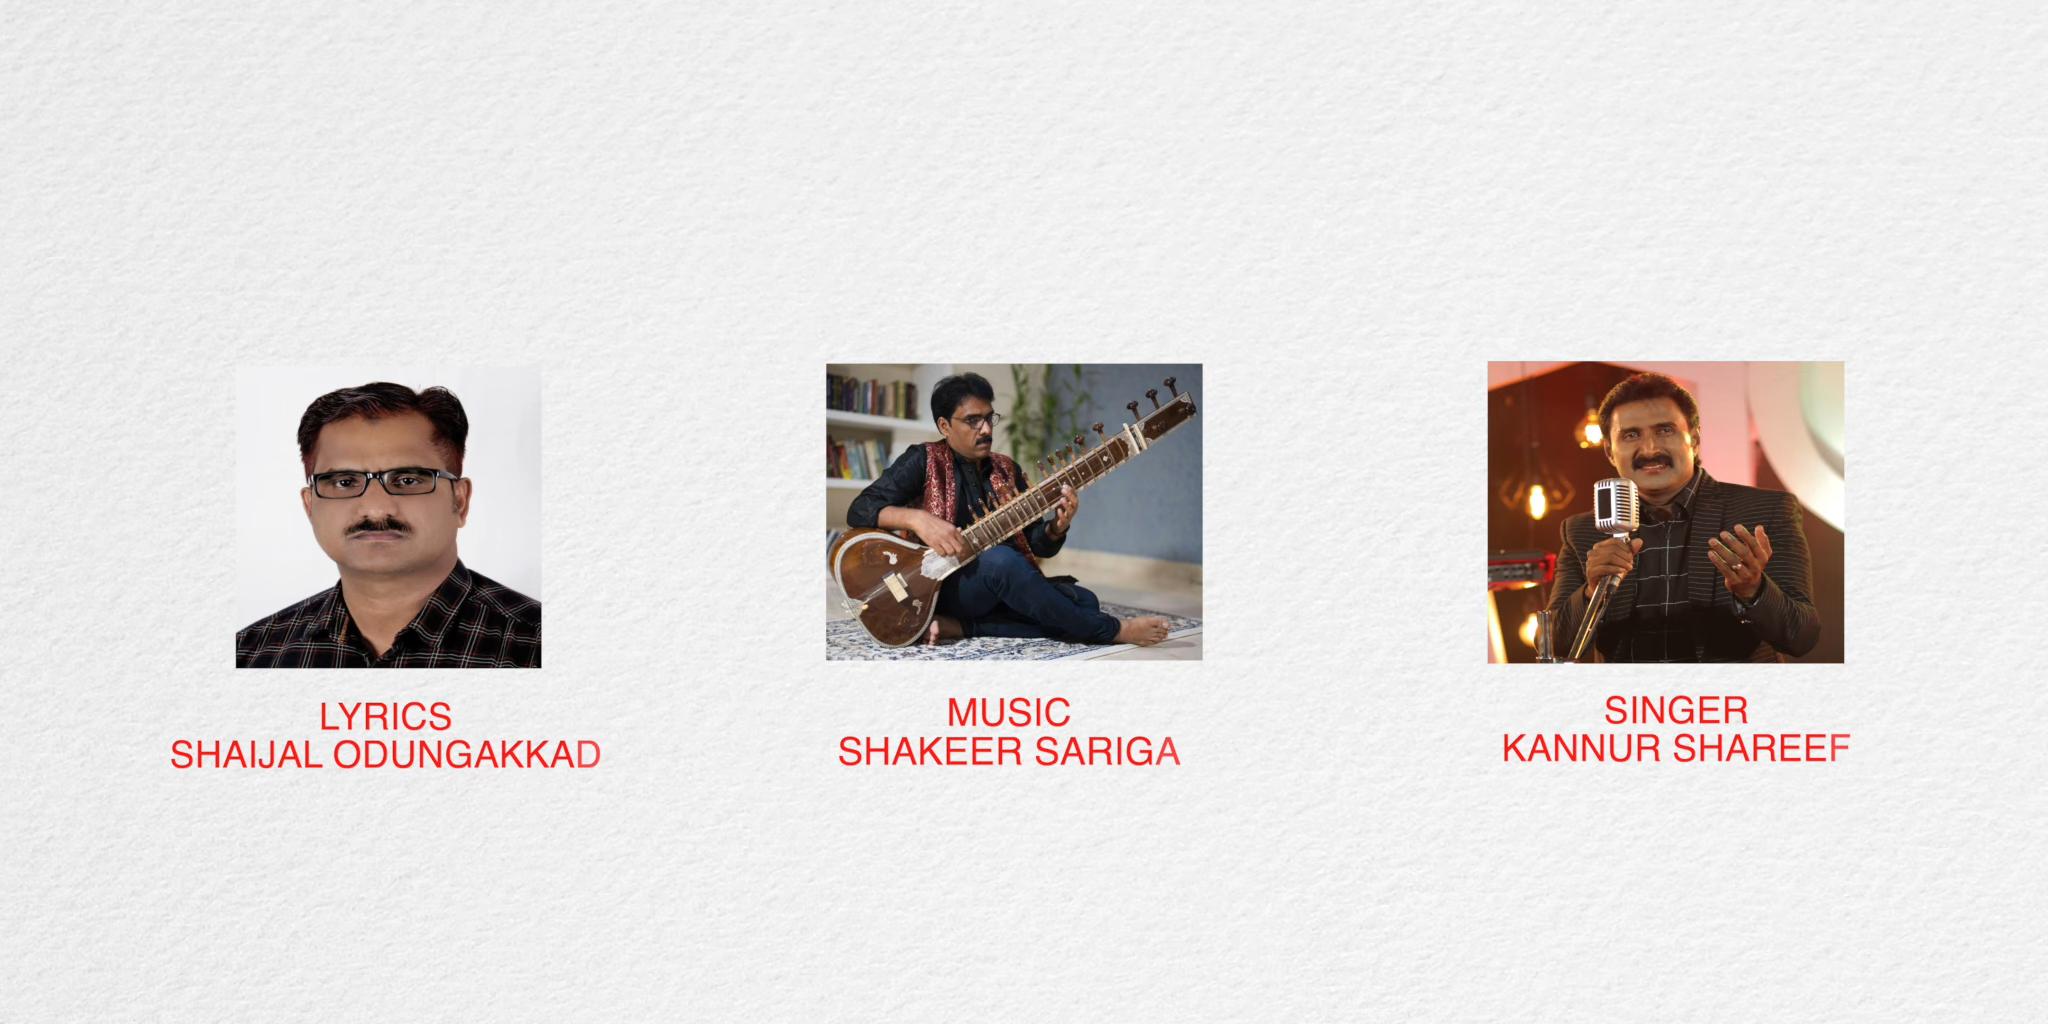 LYRICS
SHAIJAL ODUNGAKKAD
MUSIC
SHAKEER SARIGA
SINGER
KANNUR SHAREEF